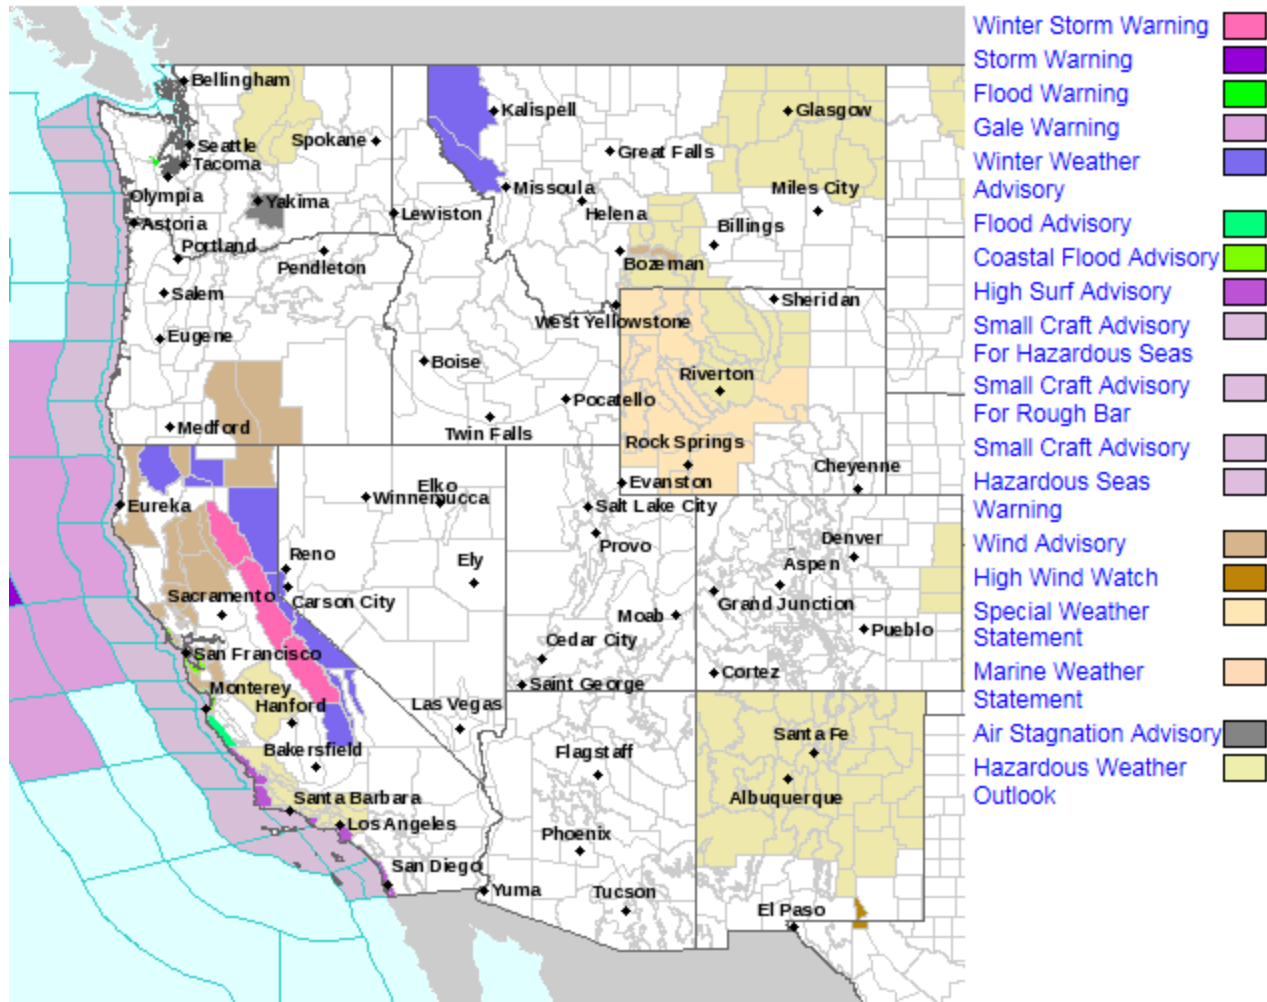 Bellingham
Seattle
Tacoma
Olympia
Astoria
Portland
Salem
Eugene
Medford
Spokane
Yakima
Pendleton
Lewiston
Kalispell
Missoula
Great Falls
Helena
Bozeman
Billings
Glasgow
Miles City
West Yellowstone
Sheridan
Boise
Pocatello
Twin Falls
Riverton
Rock Springs
Evanston
Cheyenne
Eureka
Elko
Winnemucca
Reno
Ely
Carson City
Sacramento
San Francisco
Monterey
Hanford
Bakersfield
Santa Barbara
Los Angeles
San Diego
Las Vegas
Salt Lake City
Provo
Moab
Cedar City
Saint George
Denver
Aspen
Grand Junction
Pueblo
Cortez
Flagstaff
Phoenix
Yuma
Tucson
Santa Fe
Albuquerque
El Paso
Winter Storm Warning
Storm Warning
Flood Warning
Gale Warning
Winter Weather
Advisory
Flood Advisory
Coastal Flood Advisory
High Surf Advisory
Small Craft Advisory
For Hazardous Seas
Small Craft Advisory
For Rough Bar
Small Craft Advisory
Hazardous Seas
Warning
Wind Advisory
High Wind Watch
Special Weather
Statement
Marine Weather
Statement
Air Stagnation Advisory
Hazardous Weather
Outlook